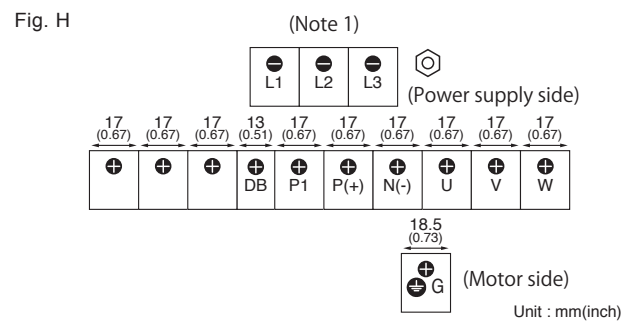 Fig. H
(Note 1)
L1 L2 L3
(Power supply side)
17 17 17 13 17 17 17 17 17 17
(0.67) (0.67) (0.67) (0.51) (0.67) (0.67) (0.67) (0.67) (0.67) (0.67)
DB P1 P(+) N(-) U V W
18.5
(0.73)
G
(Motor side)
Unit : mm(inch)